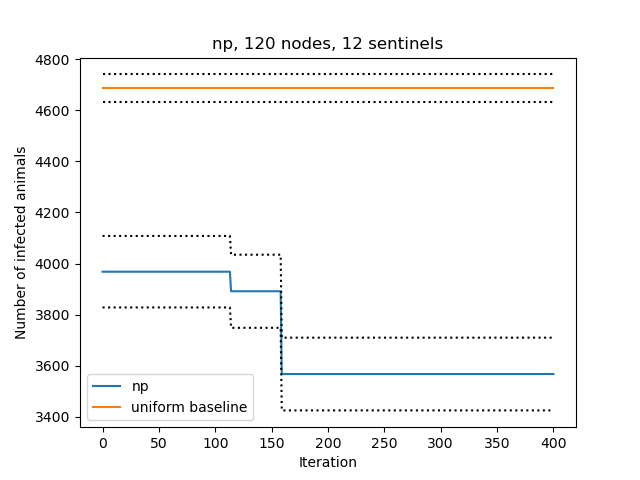 np, 120 nodes, 12 sentinels
Number of infected animals
4800
4600
4400
4200
4000
3800
3600
3400
np
uniform baseline
0 50 100 150 200 250 300 350 400
Iteration